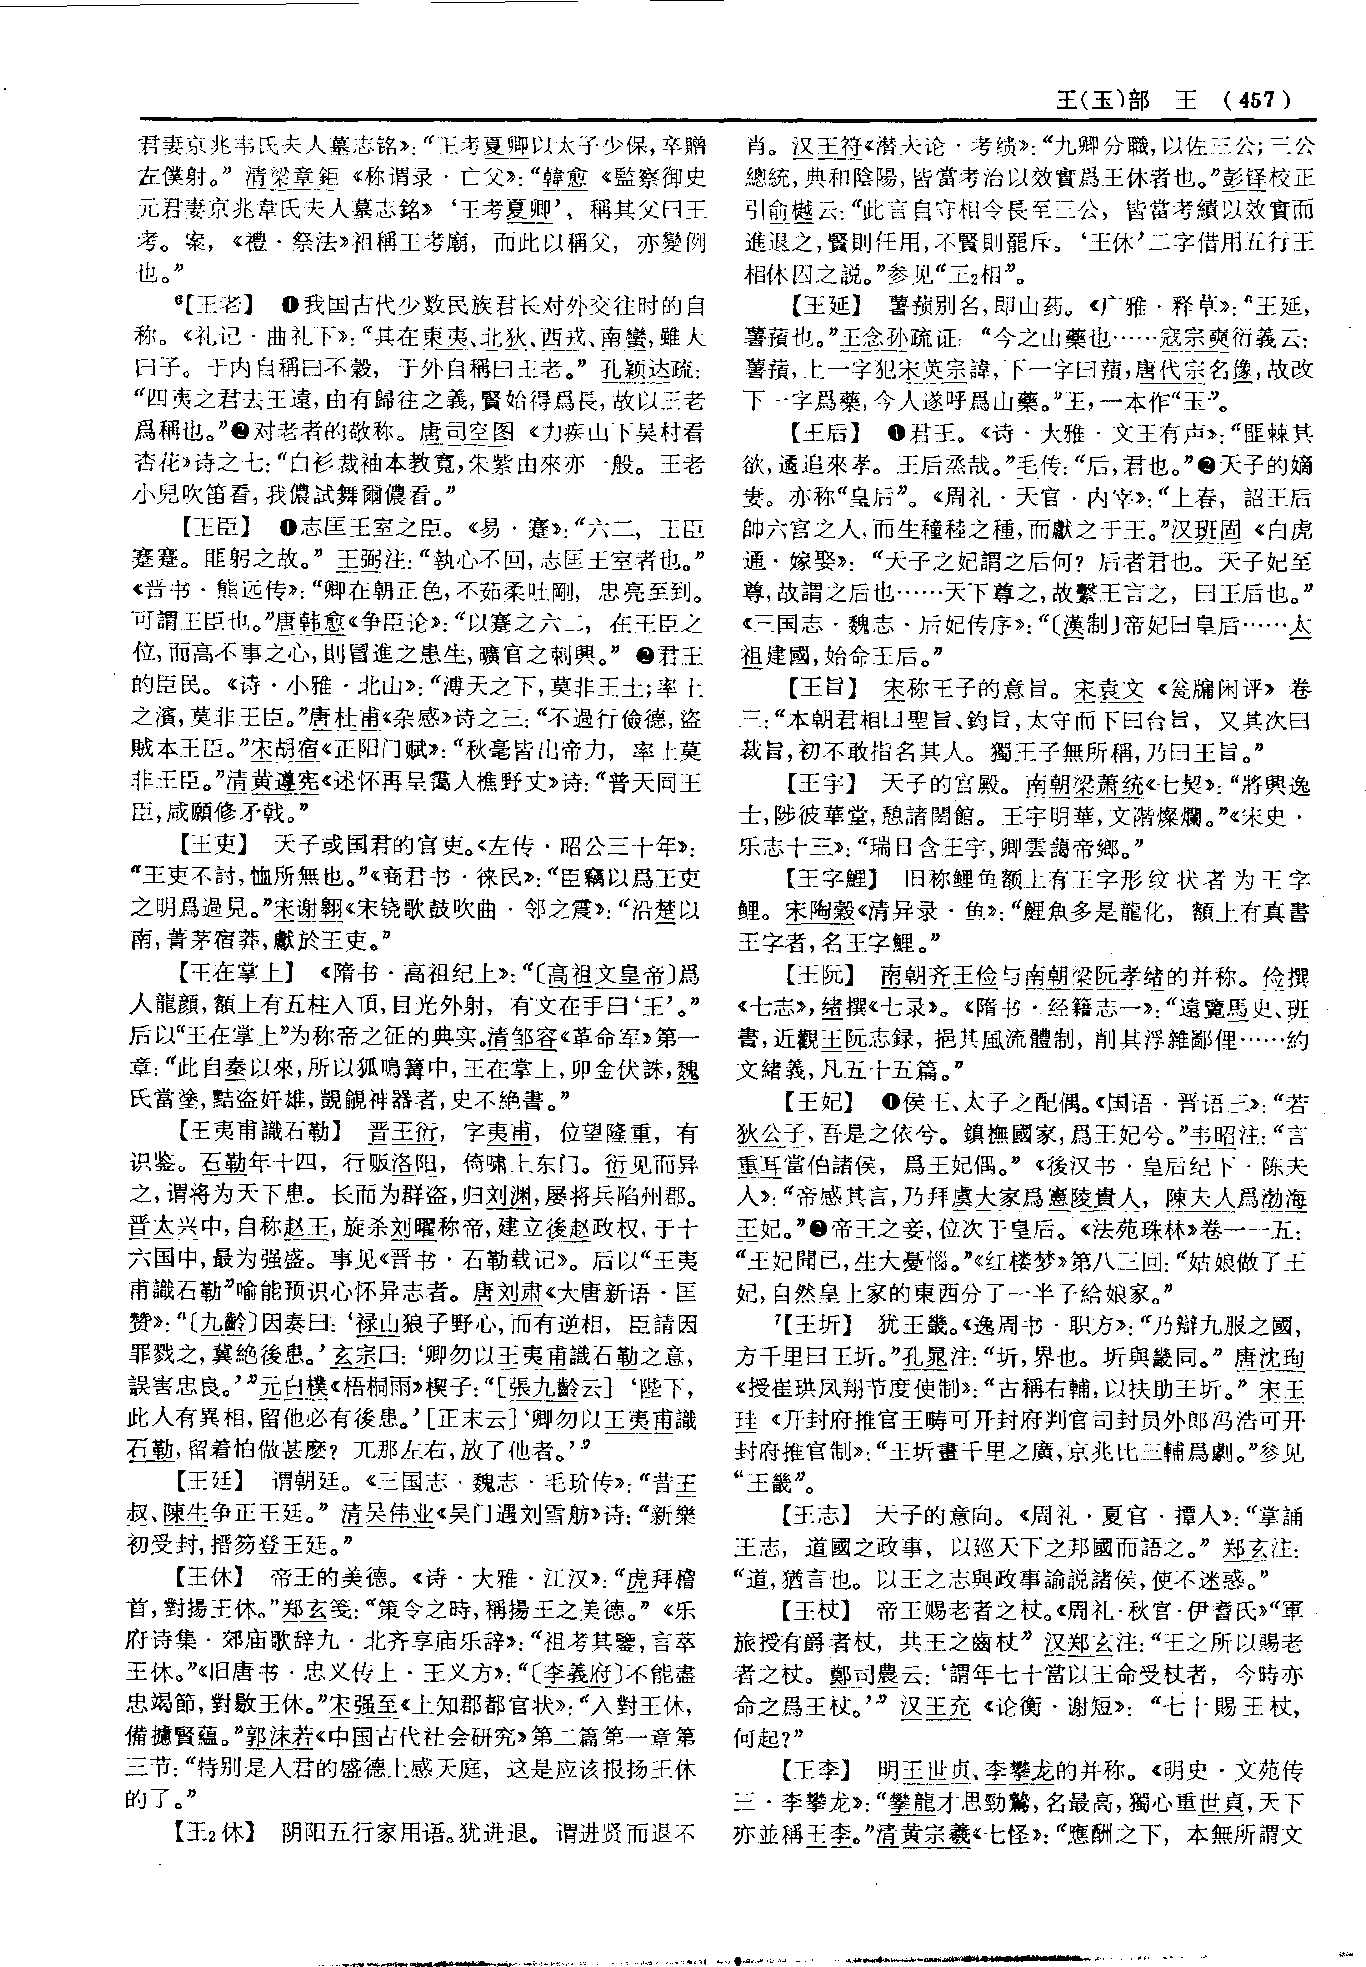 王(玉)部　王　(457)
君妻京兆韦氏夫人墓志铭》：“王考夏卿以太子少保，卒贈
左僕射。” 清梁章鉅《称谓录·亡父》：“韓愈《監察御史
元君妻京兆韋氏夫人墓志銘》‘王考夏卿’，稱其父曰王
考。案，《禮·祭法》祖稱王考廟，而此以稱父，亦變例
也。”
⁶【王老】 ❶我国古代少数民族君长对外交往时的自
称。《礼记·曲礼下》：“其在東夷、北狄、西戎、南蠻，雖大
曰子。于内自稱曰不穀，于外自稱曰王老。” 孔颖达疏：
“四夷之君去王遠，由有歸往之義，賢始得爲長，故以王老
爲稱也。”❷对老者的敬称。唐司空图《力疾山下吴村看
杏花》诗之七：“白衫裁袖本教寬，朱紫由來亦一般。王老
小兒吹笛看，我儂試舞爾儂看。”
【王臣】 ❶志匡王室之臣。《易·蹇》：“六二，王臣
蹇蹇。匪躬之故。” 王弼注：“執心不回，志匡王室者也。”
《晋书·熊远传》：“卿在朝正色，不茹柔吐剛，忠亮至到。
可謂王臣也。”唐韩愈《争臣论》：“以蹇之六二，在王臣之
位，而高不事之心，則冒進之患生，曠官之刺興。” ❷君王
的臣民。《诗·小雅·北山》：“溥天之下，莫非王土；率土
之濱，莫非王臣。”唐杜甫《杂感》诗之三：“不過行儉德，盗
賊本王臣。”宋胡宿《正阳门赋》：“秋毫皆出帝力，率土莫
非王臣。”清黄遵宪《述怀再呈霭人樵野丈》诗：“普天同王
臣，咸願修矛戟。”
【王吏】 天子或国君的官吏。《左传·昭公三十年》：
“王吏不討，恤所無也。”《商君书·徕民》：“臣竊以爲王吏
之明爲過見。”宋谢翱《宋铙歌鼓吹曲·邻之震》：“沿楚以
南，菁茅宿莽，獻於王吏。”
【王在掌上】 《隋书·高祖纪上》：“〔高祖文皇帝〕爲
人龍顔，額上有五柱入頂，目光外射，有文在手曰‘王’。”
后以“王在掌上”为称帝之征的典实。清邹容《革命军》第一
章：“此自秦以來，所以狐鳴篝中，王在掌上，卯金伏誅，魏
氏當塗，黠盗奸雄，覬覦神器者，史不絶書。”
【王夷甫識石勒】 晋王衍，字夷甫，位望隆重，有
识鉴。石勒年十四，行贩洛阳，倚啸上东门。衍见而异
之，谓将为天下患。长而为群盗，归刘渊，屡将兵陷州郡。
晋太兴中，自称赵王，旋杀刘曜称帝，建立後赵政权，于十
六国中，最为强盛。事见《晋书·石勒载记》。后以“王夷
甫識石勒”喻能预识心怀异志者。唐刘肃《大唐新语·匡
赞》：“〔九齡〕因奏曰：‘禄山狼子野心，而有逆相，臣請因
罪戮之，冀絶後患。’玄宗曰：‘卿勿以王夷甫識石勒之意，
誤害忠良。’”元白樸《梧桐雨》楔子：“[張九齡云]‘陛下，
此人有異相，留他必有後患。’[正末云]‘卿勿以王夷甫識
石勒，留着怕做甚麽？兀那左右，放了他者。’”
【王廷】 谓朝廷。《三国志·魏志·毛玠传》：“昔王
叔、陳生争正王廷。” 清吴伟业《吴门遇刘雪舫》诗：“新樂
初受封，搢笏登王廷。”
【王休】 帝王的美德。《诗·大雅·江汉》：“虎拜稽
首，對揚王休。”郑玄笺：“策令之時，稱揚王之美德。”《乐
府诗集·郊庙歌辞九·北齐享庙乐辞》：“祖考其鑒，言萃
王休。”《旧唐书·忠义传上·王义方》：“〔李義府〕不能盡
忠竭節，對敭王休。”宋强至《上知郡都官状》：“入對王休，
備攄賢藴。”郭沫若《中国古代社会研究》第二篇第一章第
三节：“特别是人君的盛德上感天庭，这是应该报扬王休
的了。”
【王₂休】 阴阳五行家用语。犹进退。谓进贤而退不
肖。汉王符《潜夫论·考绩》：“九卿分職，以佐三公；三公
總統，典和陰陽，皆當考治以效實爲王休者也。”彭铎校正
引俞樾云：“此言自守相令長至三公，皆當考績以效實而
進退之，賢則任用，不賢則罷斥。‘王休’二字借用五行王
相休囚之説。”参见“王₂相”。
【王延】 薯蓣别名，即山药。《广雅·释草》：“王延，
薯蕷也。”王念孙疏证：“今之山藥也……寇宗奭衍義云：
薯蕷，上一字犯宋英宗諱，下一字曰蕷，唐代宗名豫，故改
下一字爲藥，今人遂呼爲山藥。”王，一本作“玉”。
【王后】 ❶君王。《诗·大雅·文王有声》：“匪棘其
欲，遹追來孝。王后烝哉。”毛传：“后，君也。”❷天子的嫡
妻。亦称“皇后”。《周礼·天官·内宰》：“上春，詔王后
帥六宫之人，而生穜稑之種，而獻之于王。”汉班固《白虎
通·嫁娶》：“天子之妃謂之后何？后者君也。天子妃至
尊，故謂之后也……天下尊之，故繫王言之，曰王后也。”
《三国志·魏志·后妃传序》：“〔漢制〕帝妃曰皇后……太
祖建國，始命王后。”
【王旨】 宋称王子的意旨。宋袁文《瓮牖闲评》卷
三：“本朝君相曰聖旨、鈞旨，太守而下曰台旨，又其次曰
裁旨，初不敢指名其人。獨王子無所稱，乃曰王旨。”
【王宇】 天子的宫殿。南朝梁萧统《七契》：“將興逸
士，陟彼華堂，憩諸閑館。王宇明華，文階燦爛。”《宋史·
乐志十三》：“瑞日含王宇，卿雲藹帝鄉。”
【王字鯉】 旧称鲤鱼额上有王字形纹状者为王字
鲤。宋陶穀《清异录·鱼》：“鯉魚多是龍化，額上有真書
王字者，名王字鯉。”
【王阮】 南朝齐王俭与南朝梁阮孝绪的并称。俭撰
《七志》，绪撰《七录》。《隋书·经籍志一》：“遠覽馬史、班
書，近觀王阮志録，挹其風流體制，削其浮雜鄙俚……約
文緒義，凡五十五篇。”
【王妃】 ❶侯王、太子之配偶。《国语·晋语三》：“若
狄公子，吾是之依兮。鎮撫國家，爲王妃兮。”韦昭注：“言
重耳當伯諸侯，爲王妃偶。”《後汉书·皇后纪下·陈夫
人》：“帝感其言，乃拜虞大家爲憲陵貴人，陳夫人爲渤海
王妃。”❷帝王之妾，位次于皇后。《法苑珠林》卷一一五：
“王妃聞已，生大憂惱。”《红楼梦》第八三回：“姑娘做了王
妃，自然皇上家的東西分了一半子給娘家。”
⁷【王圻】 犹王畿。《逸周书·职方》：“乃辯九服之國，
方千里曰王圻。”孔晁注：“圻，界也。圻與畿同。” 唐沈珣
《授崔珙凤翔节度使制》：“古稱右輔，以扶助王圻。” 宋王
珪《开封府推官王畴可开封府判官司封员外郎冯浩可开
封府推官制》：“王圻畫千里之廣，京兆比三輔爲劇。”参见
“王畿”。
【王志】 天子的意向。《周礼·夏官·撢人》：“掌誦
王志，道國之政事，以巡天下之邦國而語之。” 郑玄注：
“道，猶言也。以王之志與政事諭説諸侯，使不迷惑。”
【王杖】 帝王赐老者之杖。《周礼·秋官·伊耆氏》“軍
旅授有爵者杖，共王之齒杖” 汉郑玄注：“王之所以賜老
者之杖。鄭司農云：‘謂年七十當以王命受杖者，今時亦
命之爲王杖。’” 汉王充《论衡·谢短》：“七十賜王杖，
何起？”
【王李】 明王世贞、李攀龙的并称。《明史·文苑传
三·李攀龙》：“攀龍才思勁鷙，名最高，獨心重世貞，天下
亦並稱王李。”清黄宗羲《七怪》：“應酬之下，本無所謂文